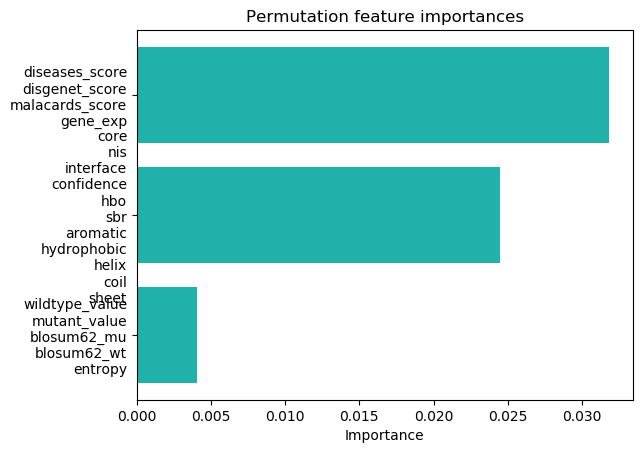 Permutation feature importances
diseases_score
disgenet_score
malacards_score
gene_exp
core
nis
interface
confidence
hbo
sbr
aromatic
hydrophobic
helix
coil
sheet
wildtype_value
mutant_value
blosum62_mu
blosum62_wt
entropy
0.000 0.005 0.010 0.015 0.020 0.025 0.030
Importance